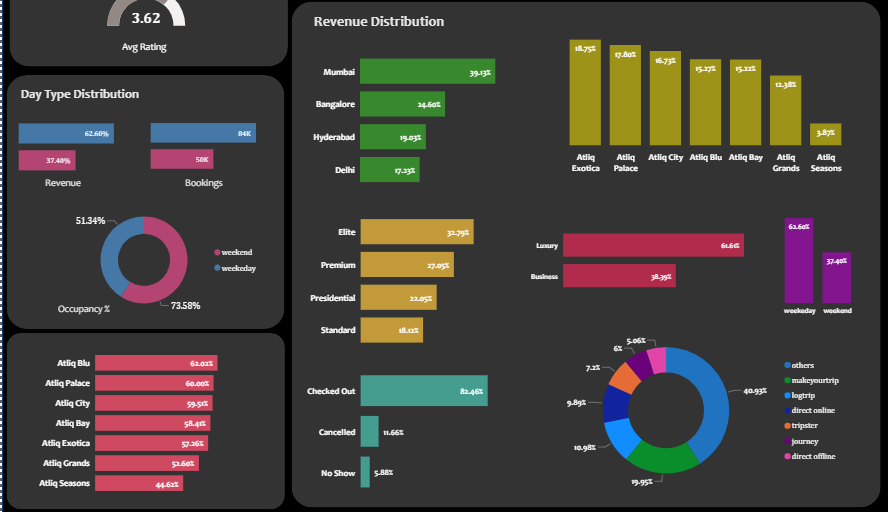 3.62
Avg Rating
Day Type Distribution
62.60%
37.40%
Revenue
84K
50K
Bookings
51.34%
73.58%
Occupancy %
weekend
weekeday
Atliq Blu 62.02%
Atliq Palace 60.00%
Atliq City 59.51%
Atliq Bay 58.41%
Atliq Exotica 57.26%
Atliq Grands 52.60%
Atliq Seasons 44.62%
Revenue Distribution
Mumbai 39.13%
Bangalore 24.60%
Hyderabad 19.03%
Delhi 17.23%
18.75%
17.80%
16.73%
15.27%
15.22%
12.38%
3.87%
Atliq Exotica
Atliq Palace
Atliq City
Atliq Blu
Atliq Bay
Atliq Grands
Atliq Seasons
Elite 32.79%
Premium 27.05%
Presidential 22.05%
Standard 18.12%
Luxury 61.61%
Business 38.39%
62.60%
37.40%
weekeday
weekend
Checked Out 82.46%
Cancelled 11.66%
No Show 5.88%
5.06%
6%
7.2%
9.89%
10.98%
19.95%
40.93%
others
makeyourtrip
logtrip
direct online
tripster
journey
direct offline